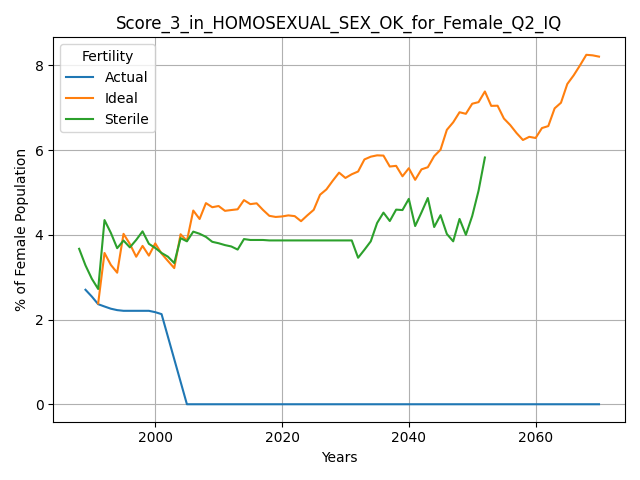 Score_3_in_HOMOSEXUAL_SEX_OK_for_Female_Q2_IQ
Fertility
Actual
Ideal
Sterile
% of Female Population
8
6
4
2
0
2000 2020 2040 2060
Years